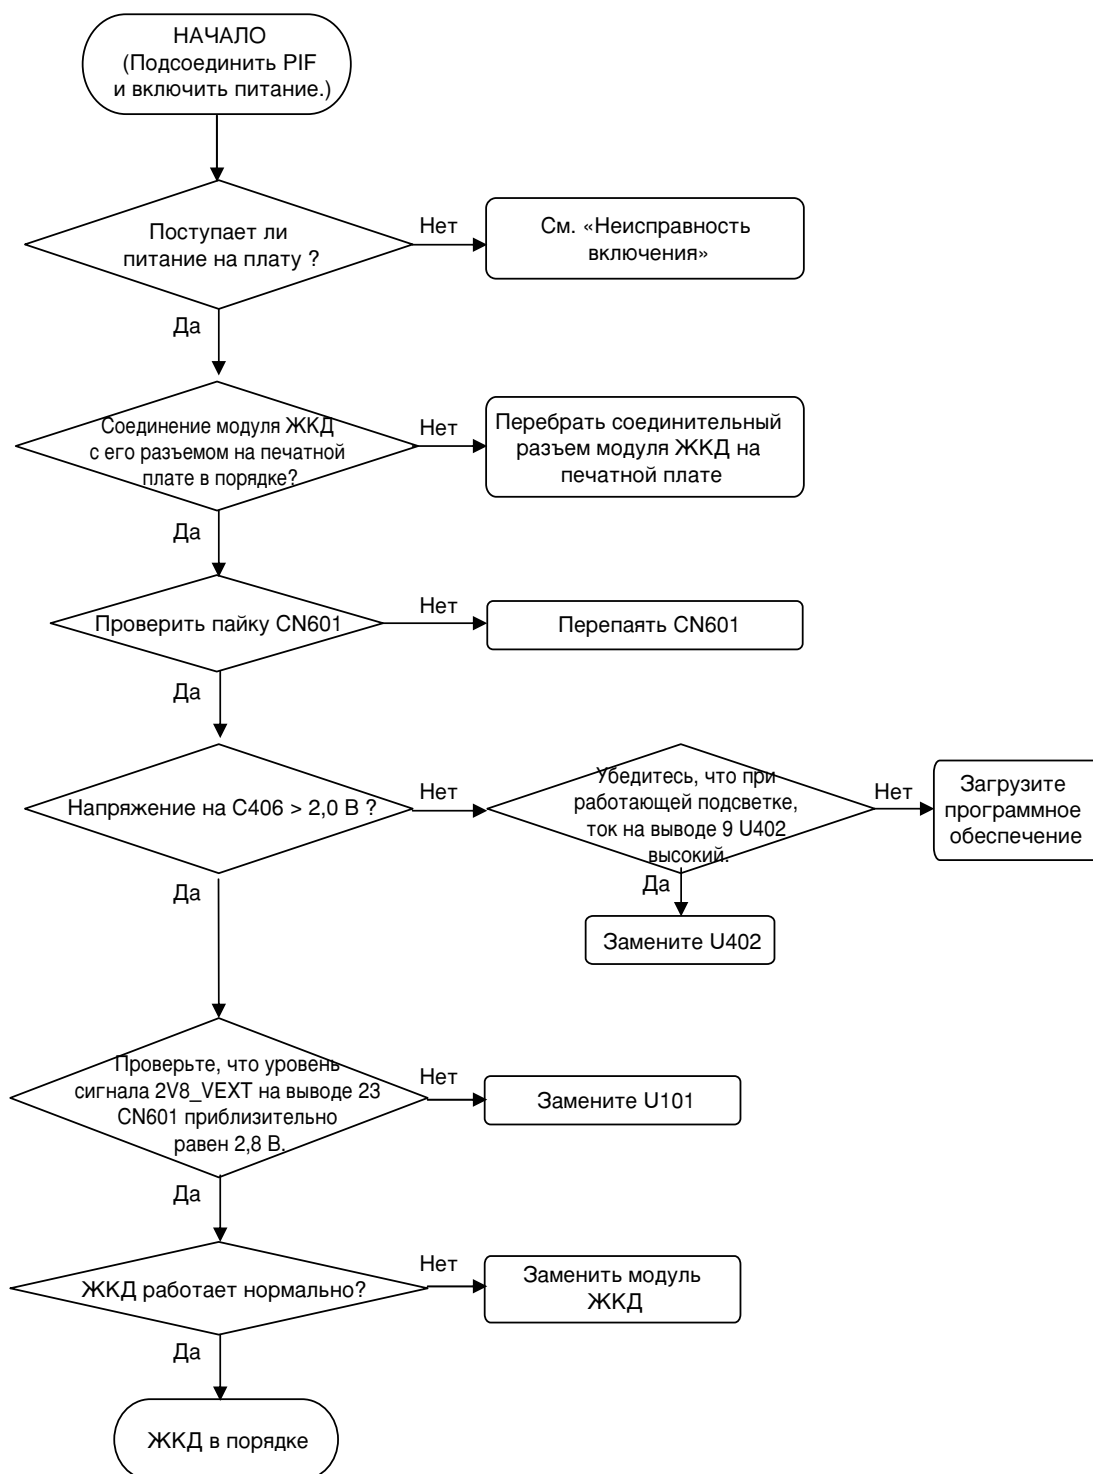 НАЧАЛО
(Подсоединить PIF
и включить питание.)
Поступает ли
питание на плату ?
Нет
См. «Неисправность
включения»
Да
Соединение модуля ЖКД
с его разъемом на печатной
плате в порядке?
Нет
Перебрать соединительный
разъем модуля ЖКД на
печатной плате
Да
Проверить пайку CN601
Нет
Перепаять CN601
Да
Напряжение на C406 > 2,0 В ?
Нет
Убедитесь, что при
работающей подсветке,
ток на выводе 9 U402
высокий.
Нет
Загрузите
программное
обеспечение
Да
Замените U402
Да
Проверьте, что уровень
сигнала 2V8_VEXT на выводе 23
CN601 приблизительно
равен 2,8 В.
Нет
Замените U101
Да
ЖКД работает нормально?
Нет
Заменить модуль
ЖКД
Да
ЖКД в порядке